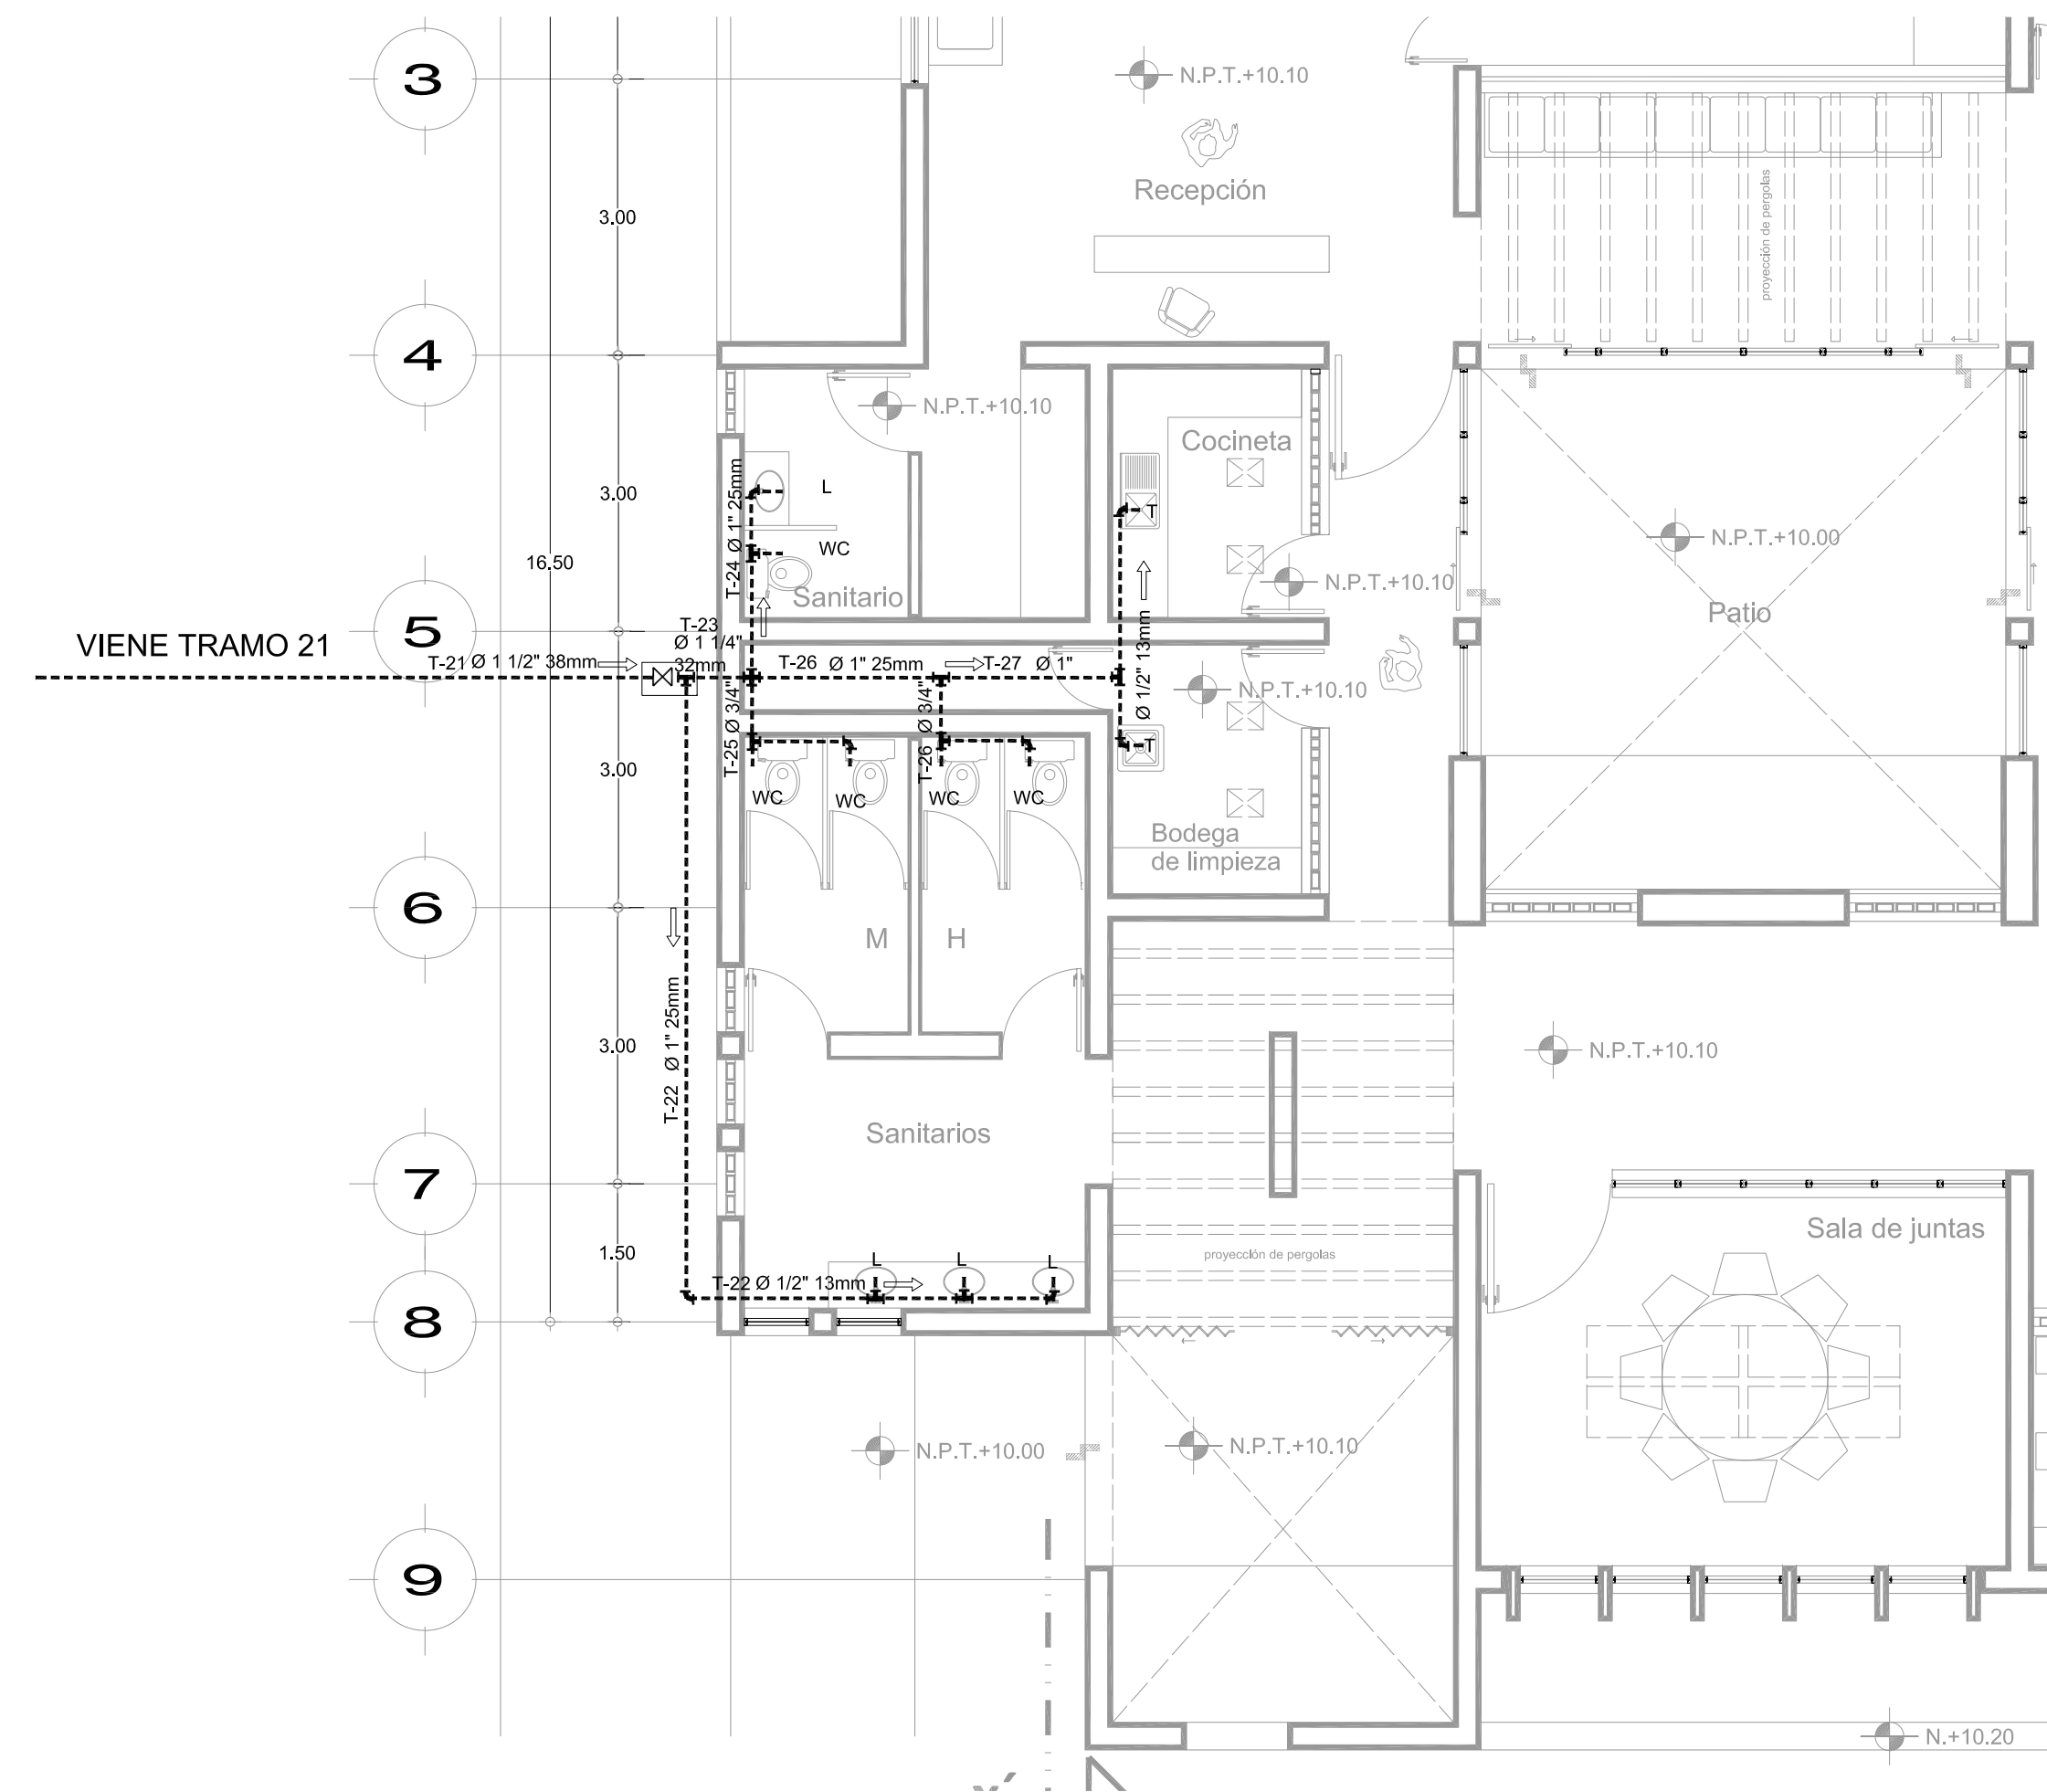 3
N.P.T.+10.10
Recepción
proyección de pergolas
3.00
4
N.P.T.+10.10
Cocineta
3.00
L
T-24 Ø 1" 25mm
WC
Sanitario
T
16.50
N.P.T.+10.00
N.P.T.+10.10
Patio
5
VIENE TRAMO 21
T-21 Ø 1 1/2" 38mm
T-23
Ø 1 1/4"
32mm
T-26 Ø 1" 25mm
T-27 Ø 1"
Ø 1/2" 13mm
N.P.T.+10.10
T-25 Ø 3/4"
T-26 Ø 3/4"
T
3.00
WC
WC
WC
WC
Bodega
de limpieza
6
M
H
T-22 Ø 1" 25mm
3.00
N.P.T.+10.10
Sanitarios
7
1.50
proyección de pergolas
Sala de juntas
L
L
L
T-22 Ø 1/2" 13mm
8
N.P.T.+10.00
N.P.T.+10.10
9
N.+10.20